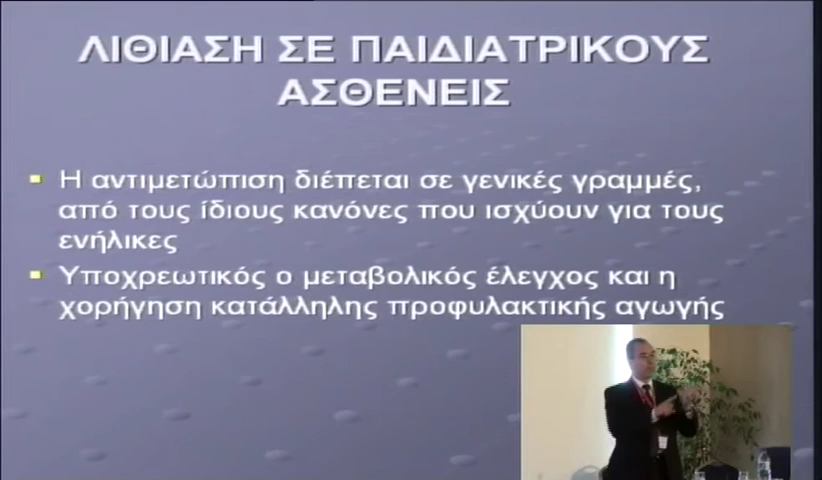 ΛΙΘΙΑΣΗ ΣΕ ΠΑΙΔΙΑΤΡΙΚΟΥΣ
ΑΣΘΕΝΕΙΣ
Η αντιμετώπιση διέπεται σε γενικές γραμμές,
από τους ίδιους κανόνες που ισχύουν για τους
ενήλικες
Υποχρεωτικός ο μεταβολικός έλεγχος και η
χορήγηση κατάλληλης προφυλακτικής αγωγής